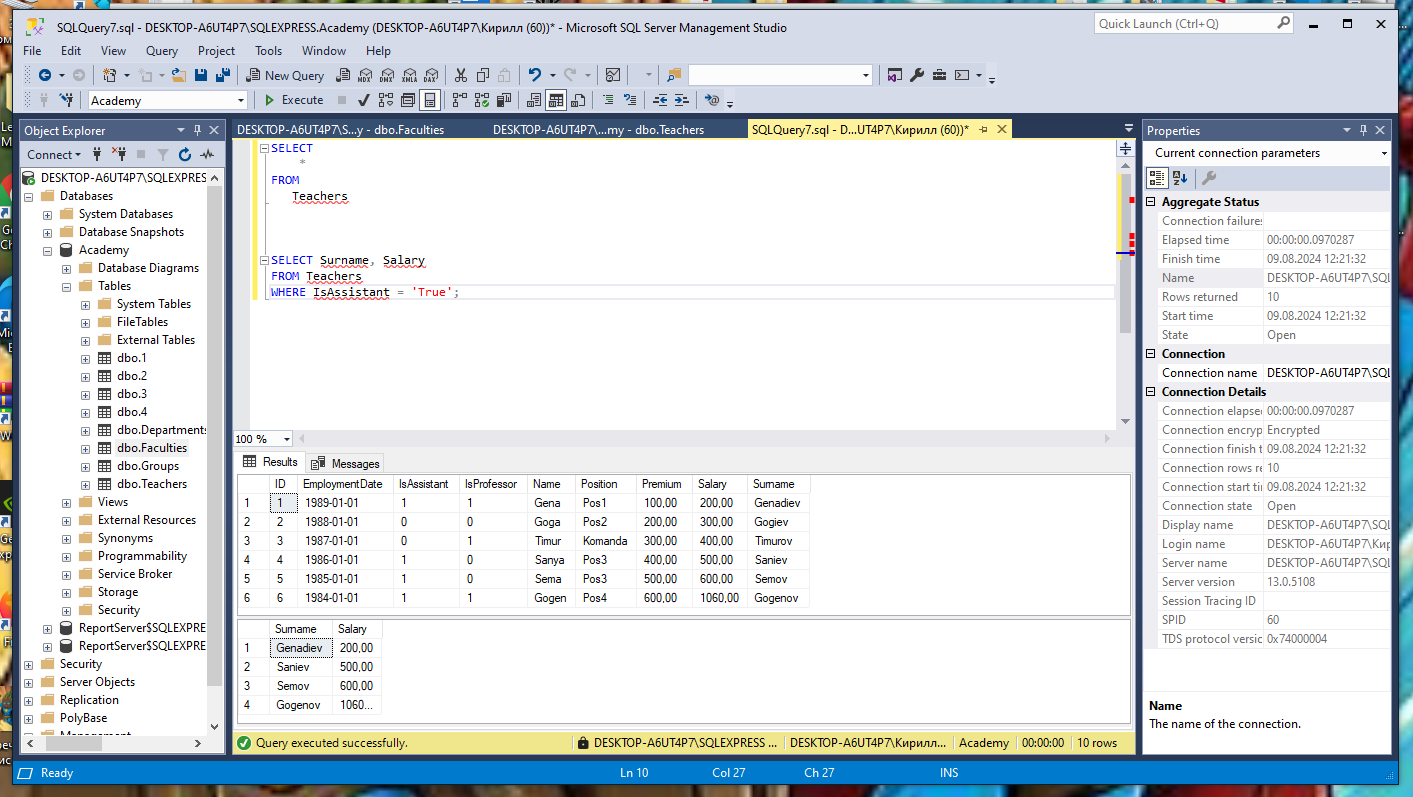 SQLQuery7.sql - DESKTOP-A6UT4P7\SQLEXPRESS.Academy (DESKTOP-A6UT4P7\Кирилл (60))* - Microsoft SQL Server Management Studio
Quick Launch (Ctrl+Q)
File Edit View Query Project Tools Window Help
New Query MDX DMX XMLA DAX
Academy Execute
Object Explorer
Connect
DESKTOP-A6UT4P7\SQLEXPRES
Databases
System Databases
Database Snapshots
Academy
Database Diagrams
Tables
System Tables
FileTables
External Tables
dbo.1
dbo.2
dbo.3
dbo.4
dbo.Departments
dbo.Faculties
dbo.Groups
dbo.Teachers
Views
External Resources
Synonyms
Programmability
Service Broker
Storage
Security
ReportServer$SQLEXPRE
ReportServer$SQLEXPRE
Security
Server Objects
Replication
PolyBase
Management
DESKTOP-A6UT4P7\S...y - dbo.Faculties
DESKTOP-A6UT4P7\...my - dbo.Teachers
SQLQuery7.sql - D...UT4P7\Кирилл (60))*
SELECT
*
FROM
Teachers
SELECT Surname, Salary
FROM Teachers
WHERE IsAssistant = 'True';
100 %
Results Messages
ID EmploymentDate IsAssistant IsProfessor Name Position Premium Salary Surname
1 1 1989-01-01 1 1 Gena Pos1 100,00 200,00 Genadiev
2 2 1988-01-01 0 0 Goga Pos2 200,00 300,00 Gogiev
3 3 1987-01-01 0 1 Timur Komanda 300,00 400,00 Timurov
4 4 1986-01-01 1 0 Sanya Pos3 400,00 500,00 Saniev
5 5 1985-01-01 1 0 Sema Pos3 500,00 600,00 Semov
6 6 1984-01-01 1 1 Gogen Pos4 600,00 1060,00 Gogenov
Surname Salary
1 Genadiev 200,00
2 Saniev 500,00
3 Semov 600,00
4 Gogenov 1060...
Query executed successfully.
DESKTOP-A6UT4P7\SQLEXPRESS ... DESKTOP-A6UT4P7\Кирилл... Academy 00:00:00 10 rows
Properties
Current connection parameters
Aggregate Status
Connection failures
Elapsed time 00:00:00.0970287
Finish time 09.08.2024 12:21:32
Name DESKTOP-A6UT4P7\SQL
Rows returned 10
Start time 09.08.2024 12:21:32
State Open
Connection
Connection name DESKTOP-A6UT4P7\SQL
Connection Details
Connection elapse 00:00:00.0970287
Connection encryp Encrypted
Connection finish t 09.08.2024 12:21:32
Connection rows re 10
Connection start tir 09.08.2024 12:21:32
Connection state Open
Display name DESKTOP-A6UT4P7\SQL
Login name DESKTOP-A6UT4P7\Кир
Server name DESKTOP-A6UT4P7\SQL
Server version 13.0.5108
Session Tracing ID
SPID 60
TDS protocol versic 0x74000004
Name
The name of the connection.
Ready Ln 10 Col 27 Ch 27 INS